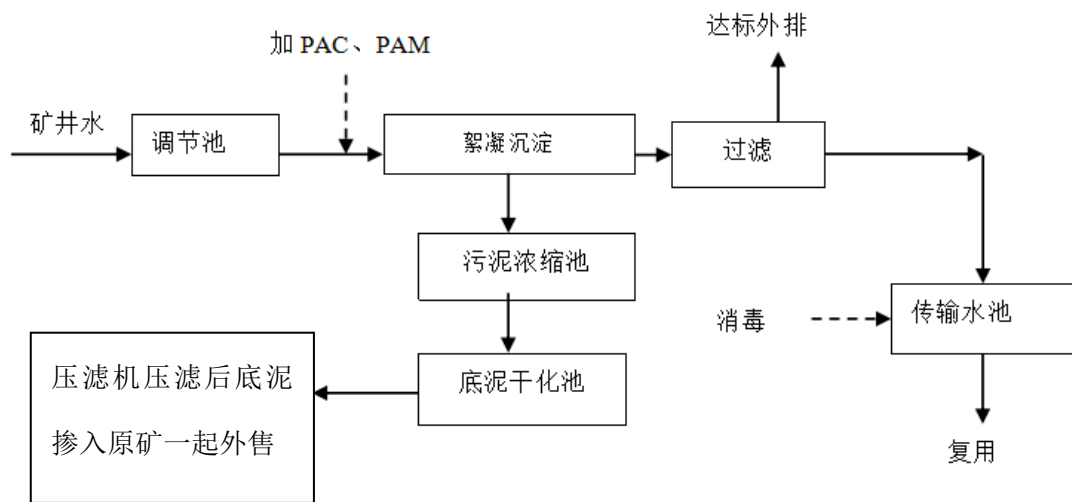 达标外排
加 PAC、PAM
矿井水
调节池
絮凝沉淀
过滤
污泥浓缩池
消毒
传输水池
底泥干化池
压滤机压滤后底泥
掺入原矿一起外售
复用